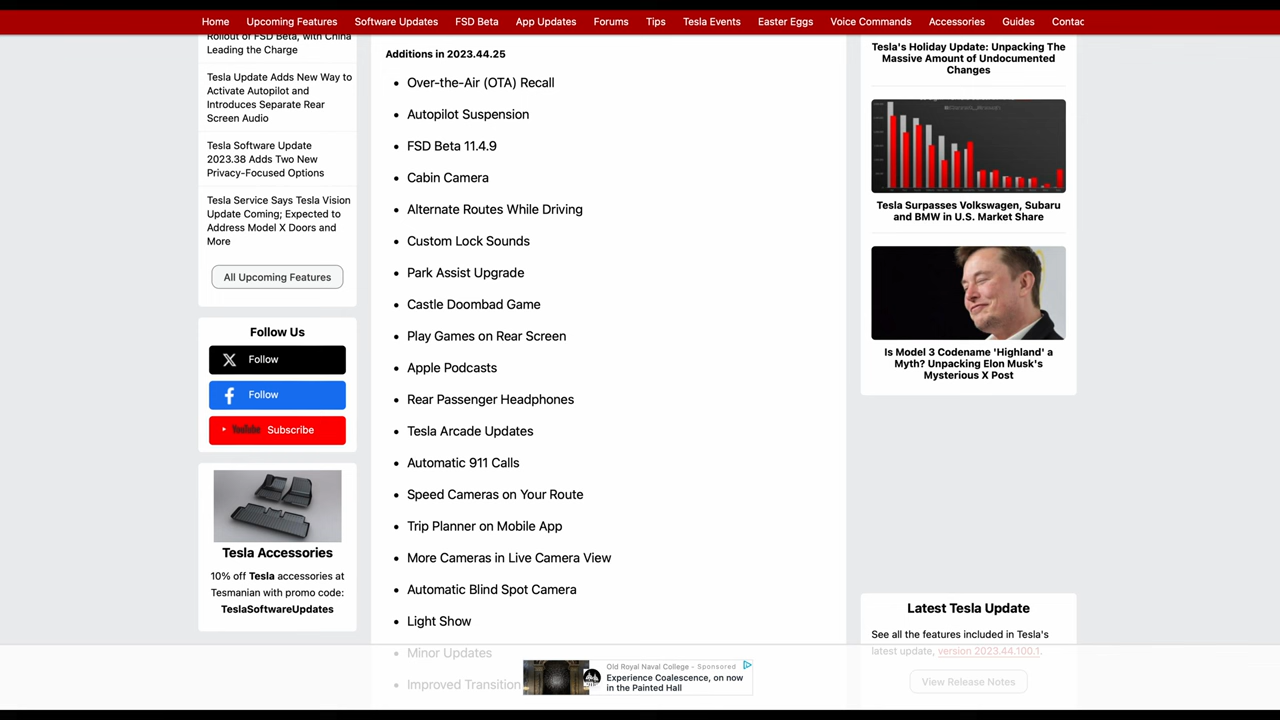 Home Upcoming Features Software Updates FSD Beta App Updates Forums Tips Tesla Events Easter Eggs Voice Commands Accessories Guides Contac
Rollout of FSD Beta, with China
Leading the Charge
Tesla Update Adds New Way to
Activate Autopilot and
Introduces Separate Rear
Screen Audio
Tesla Software Update
2023.38 Adds Two New
Privacy-Focused Options
Tesla Service Says Tesla Vision
Update Coming; Expected to
Address Model X Doors and
More
All Upcoming Features
Follow Us
Follow
Follow
YouTube Subscribe
Tesla Accessories
10% off Tesla accessories at
Tesmanian with promo code:
TeslaSoftwareUpdates
Additions in 2023.44.25
• Over-the-Air (OTA) Recall
• Autopilot Suspension
• FSD Beta 11.4.9
• Cabin Camera
• Alternate Routes While Driving
• Custom Lock Sounds
• Park Assist Upgrade
• Castle Doombad Game
• Play Games on Rear Screen
• Apple Podcasts
• Rear Passenger Headphones
• Tesla Arcade Updates
• Automatic 911 Calls
• Speed Cameras on Your Route
• Trip Planner on Mobile App
• More Cameras in Live Camera View
• Automatic Blind Spot Camera
• Light Show
• Minor Updates
• Improved Transition
Tesla's Holiday Update: Unpacking The
Massive Amount of Undocumented
Changes
Tesla Surpasses Volkswagen, Subaru
and BMW in U.S. Market Share
Is Model 3 Codename 'Highland' a
Myth? Unpacking Elon Musk's
Mysterious X Post
Latest Tesla Update
See all the features included in Tesla's
latest update, version 2023.44.100.1.
View Release Notes
Old Royal Naval College - Sponsored
Experience Coalescence, on now
in the Painted Hall